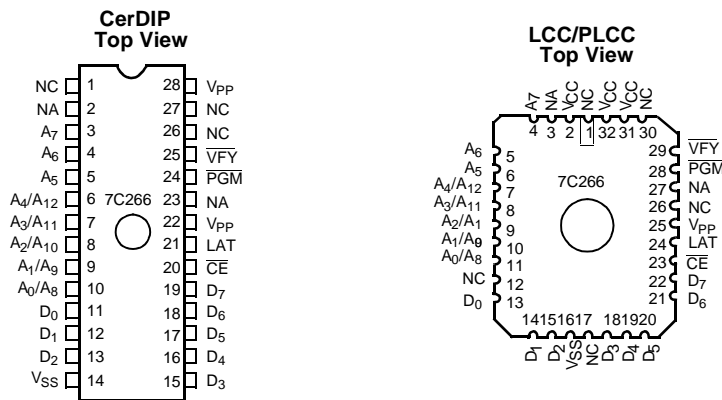 CerDIP
Top View
NC 1 28 VPP
NA 2 27 NC
A7 3 26 NC
A6 4 25 VFY
A5 5 24 PGM
A4/A12 6 7C266 23 NA
A3/A11 7 22 VPP
A2/A10 8 21 LAT
A1/A9 9 20 CE
A0/A8 10 19 D7
D0 11 18 D6
D1 12 17 D5
D2 13 16 D4
VSS 14 15 D3
LCC/PLCC
Top View
A7 NA VCC NC VCC VCC NC
4 3 2 1 32 31 30
A6 5 29 VFY
A5 6 28 PGM
A4/A12 7 7C266 27 NA
A3/A11 8 26 NC
A2/A1 9 25 VPP
A1/A9 10 24 LAT
A0/A8 11 23 CE
NC 12 22 D7
D0 13 21 D6
14 15 16 17 18 19 20
D1 D2 VSS NC D3 D4 D5